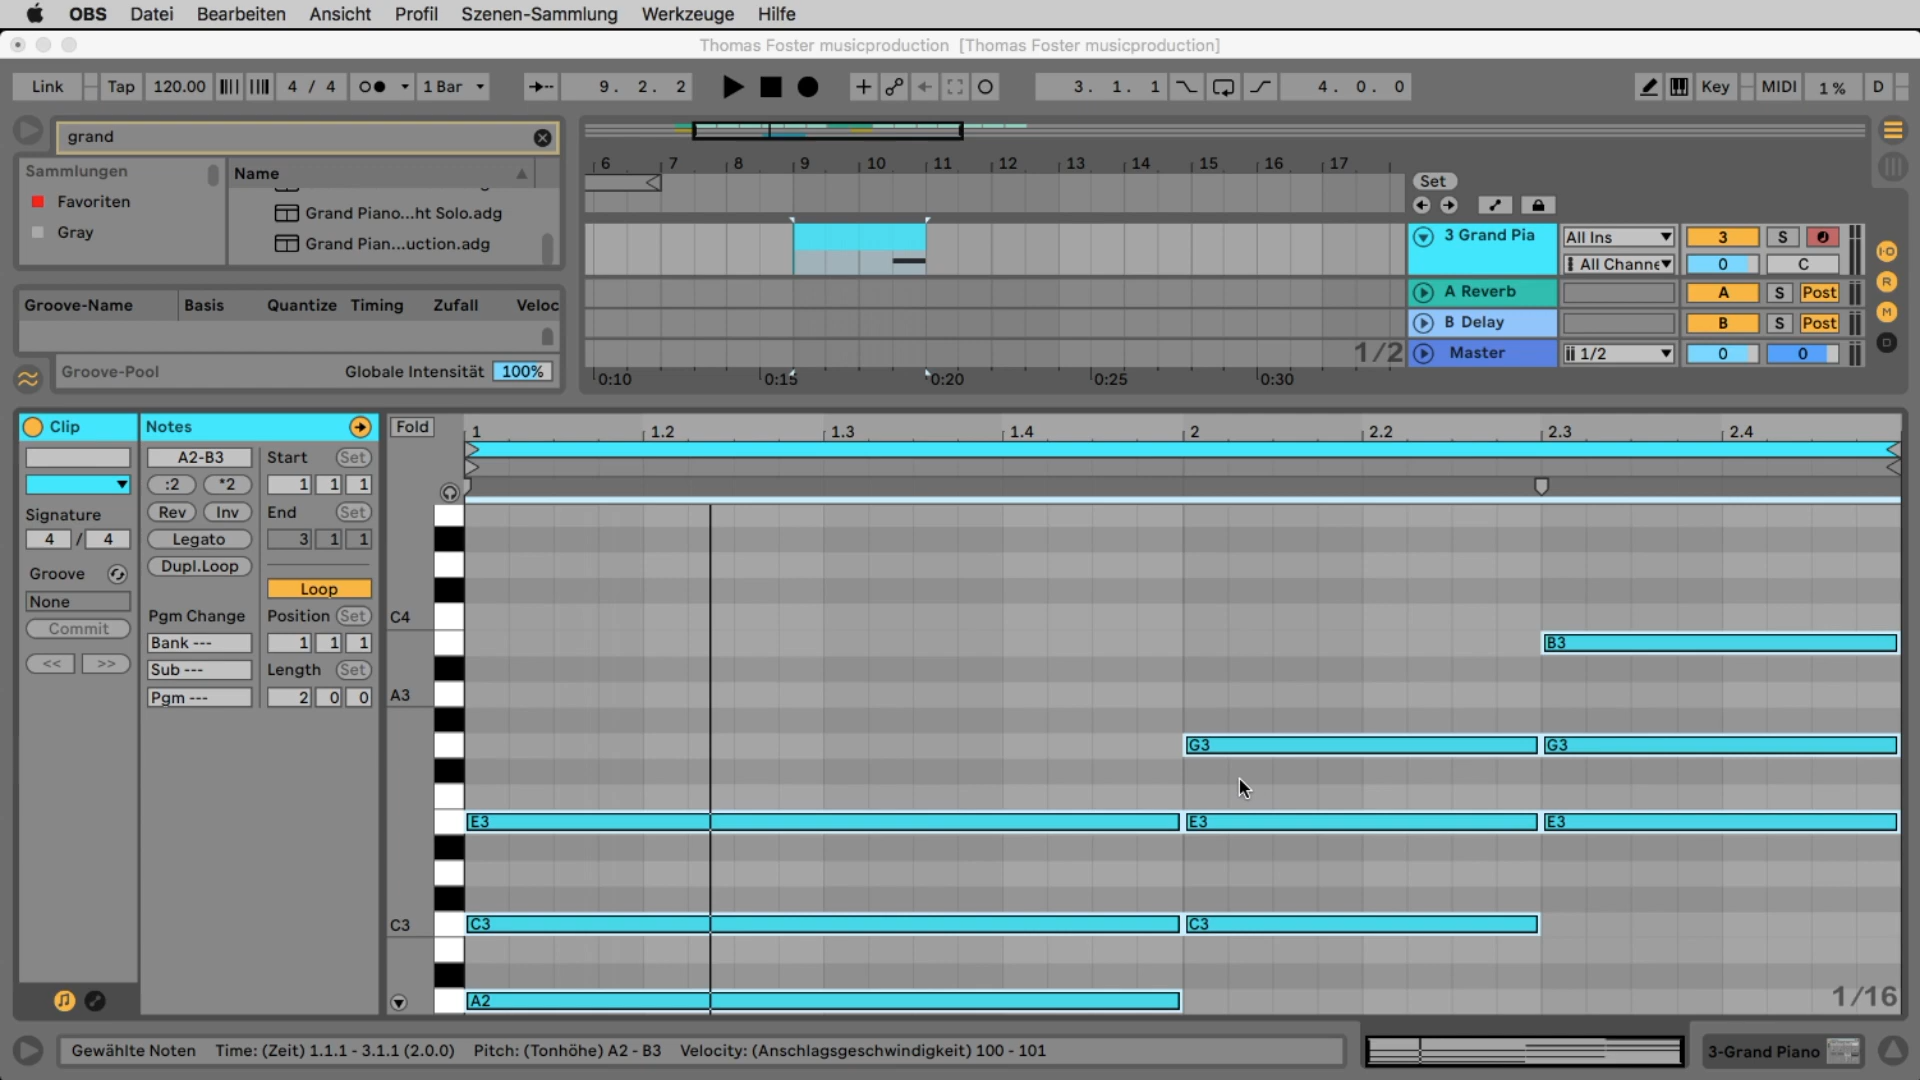 OBS Datei Bearbeiten Ansicht Profil Szenen-Sammlung Werkzeuge Hilfe
Thomas Foster musicproduction [Thomas Foster musicproduction]
Link Tap 120.00 4 / 4 1 Bar 9. 2. 2 3. 1. 1 4. 0. 0 Key MIDI 1 % D
grand
Sammlungen Name
Favoriten
Gray
Grand Piano...ht Solo.adg
Grand Pian...uction.adg
Groove-Name Basis Quantize Timing Zufall Veloc
Groove-Pool Globale Intensität 100%
6 7 8 9 10 11 12 13 14 15 16 17
Set
3 Grand Pia All Ins 3 S
All Channe 0 C
A Reverb A S Post
B Delay B S Post
1/2 Master 1/2 0 0
0:10 0:15 0:20 0:25 0:30
I·O
R
M
D
Clip Notes Fold
1 1.2 1.3 1.4 2 2.2 2.3 2.4
A2-B3 Start Set
:2 *2 1 1 1
Signature Rev Inv End Set
4 / 4 Legato 3 1 1
Groove Dupl.Loop
None Loop
Commit Pgm Change Position Set
Bank --- 1 1 1
<< >> Sub --- Length Set
Pgm --- 2 0 0
C4
A3
C3
B3
G3 G3
E3 E3 E3
C3 C3
A2
1/16
Gewählte Noten Time: (Zeit) 1.1.1 - 3.1.1 (2.0.0) Pitch: (Tonhöhe) A2 - B3 Velocity: (Anschlagsgeschwindigkeit) 100 - 101
3-Grand Piano